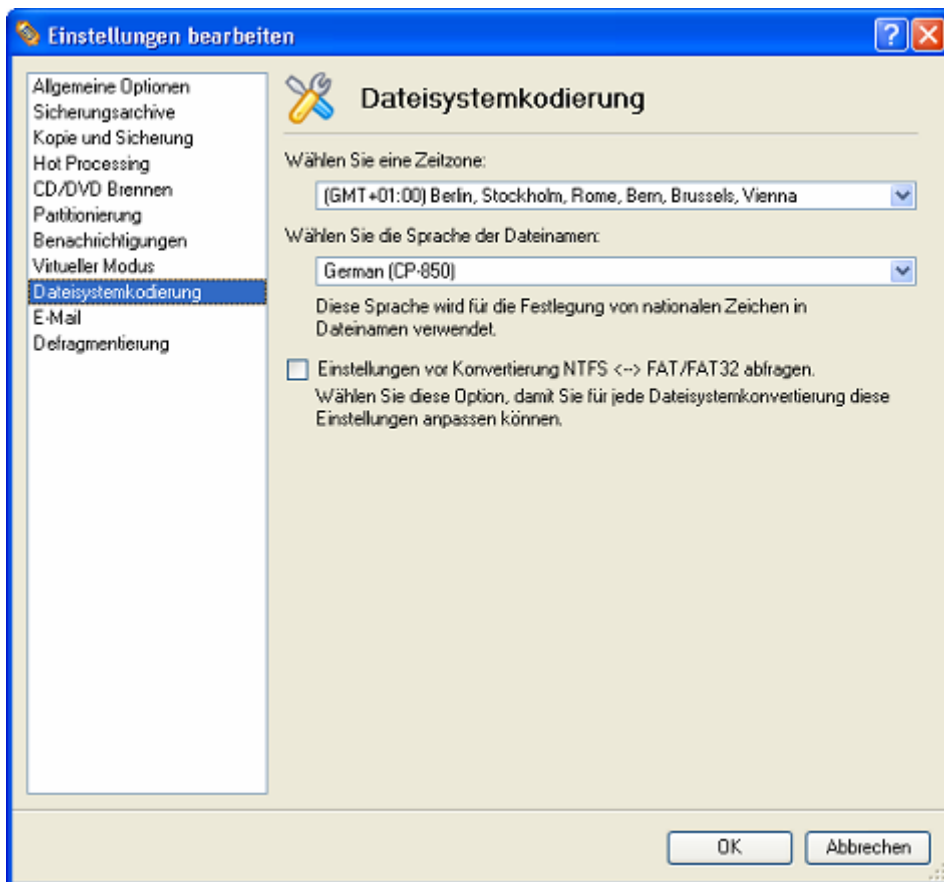 Einstellungen bearbeiten
Allgemeine Optionen
Sicherungsarchive
Kopie und Sicherung
Hot Processing
CD/DVD Brennen
Partitionierung
Benachrichtigungen
Virtueller Modus
Dateisystemkodierung
E-Mail
Defragmentierung
Dateisystemkodierung
Wählen Sie eine Zeitzone:
(GMT+01:00) Berlin, Stockholm, Rome, Bern, Brussels, Vienna
Wählen Sie die Sprache der Dateinamen:
German (CP-850)
Diese Sprache wird für die Festlegung von nationalen Zeichen in
Dateinamen verwendet.
Einstellungen vor Konvertierung NTFS <--> FAT/FAT32 abfragen.
Wählen Sie diese Option, damit Sie für jede Dateisystemkonvertierung diese
Einstellungen anpassen können.
OK
Abbrechen